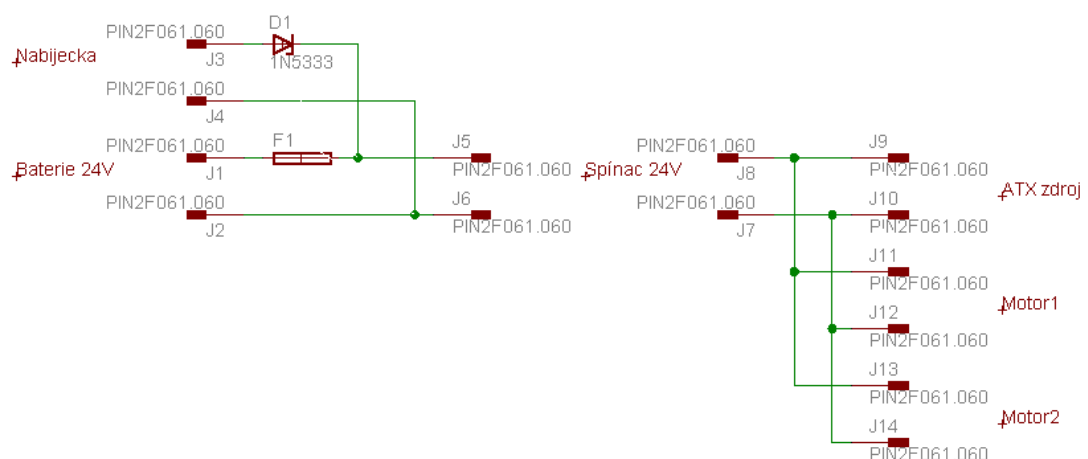 D1
PIN2F061.060
Nabijecka
J3
1N5333
PIN2F061.060
J4
PIN2F061.060
F1
J5
Baterie 24V
J1
PIN2F061.060
PIN2F061.060
J6
J2
PIN2F061.060
PIN2F061.060
J9
Spínac 24V
J8
PIN2F061.060
ATX zdroj
PIN2F061.060
J10
J7
PIN2F061.060
J11
PIN2F061.060
Motor1
J12
PIN2F061.060
J13
PIN2F061.060
Motor2
J14
PIN2F061.060